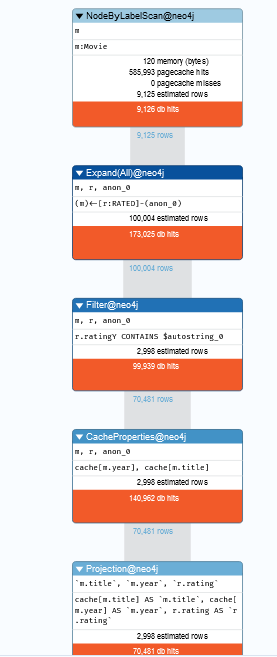 NodeByLabelScan@neo4j
m
m:Movie
120 memory (bytes)
585,993 pagecache hits
0 pagecache misses
9,125 estimated rows
9,126 db hits
9,125 rows
Expand(All)@neo4j
m, r, anon_0
(m)<-[r:RATED]-(anon_0)
100,004 estimated rows
173,025 db hits
100,004 rows
Filter@neo4j
m, r, anon_0
r.ratingY CONTAINS $autostring_0
2,998 estimated rows
99,939 db hits
70,481 rows
CacheProperties@neo4j
m, r, anon_0
cache[m.year], cache[m.title]
2,998 estimated rows
140,962 db hits
70,481 rows
Projection@neo4j
`m.title`, `m.year`, `r.rating`
cache[m.title] AS `m.title`, cache[
m.year] AS `m.year`, r.rating AS `r
.rating`
2,998 estimated rows
70,481 db hits